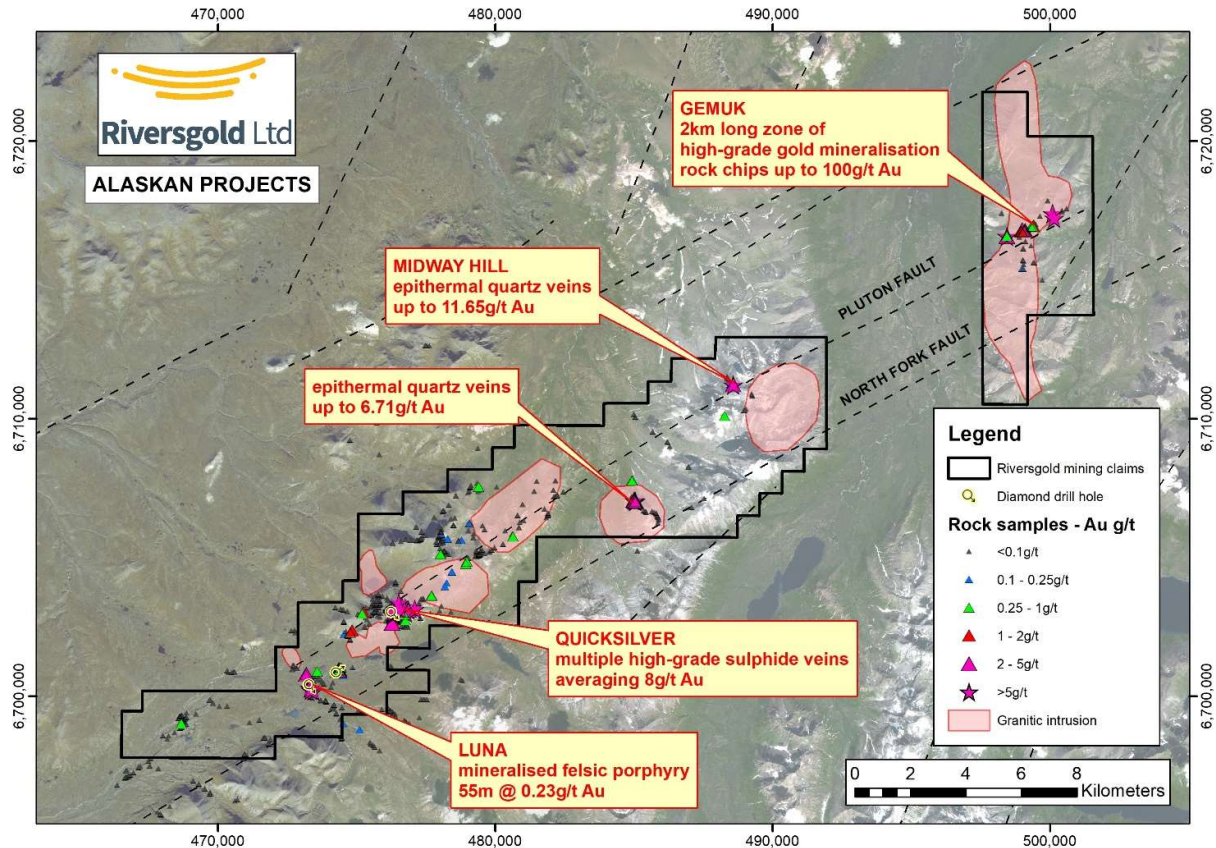 470,000
480,000
490,000
500,000
6,720,000
6,720,000
Riversgold Ltd
ALASKAN PROJECTS
GEMUK
2km long zone of
high-grade gold mineralisation
rock chips up to 100g/t Au
MIDWAY HILL
epithermal quartz veins
up to 11.65g/t Au
PLUTON FAULT
NORTH FORK FAULT
epithermal quartz veins
up to 6.71g/t Au
6,710,000
6,710,000
Legend
Riversgold mining claims
Diamond drill hole
Rock samples - Au g/t
<0.1g/t
0.1 - 0.25g/t
0.25 - 1g/t
1 - 2g/t
2 - 5g/t
>5g/t
Granitic intrusion
QUICKSILVER
multiple high-grade sulphide veins
averaging 8g/t Au
6,700,000
6,700,000
LUNA
mineralised felsic porphyry
55m @ 0.23g/t Au
0 2 4 6 8
Kilometers
470,000
480,000
490,000
500,000